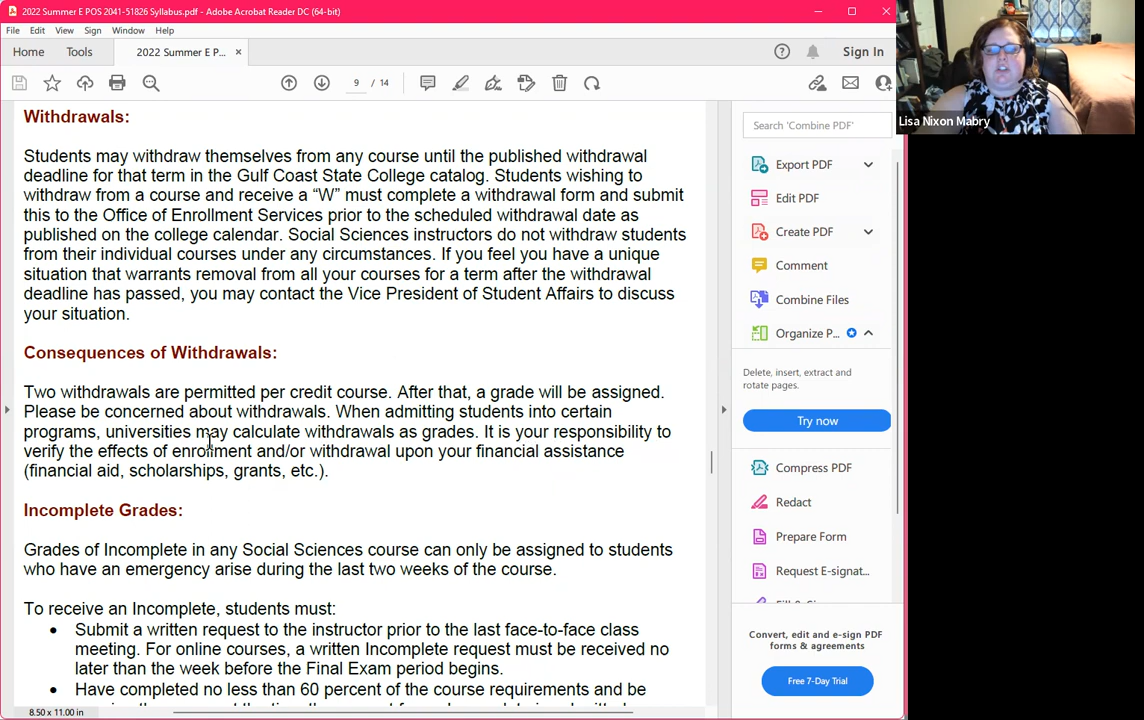 2022 Summer E POS 2041-51826 Syllabus.pdf - Adobe Acrobat Reader DC (64-bit)
File Edit View Sign Window Help
Home Tools 2022 Summer E P... × Sign In
9 / 14
Lisa Nixon Mabry
Withdrawals:
Students may withdraw themselves from any course until the published withdrawal
deadline for that term in the Gulf Coast State College catalog. Students wishing to
withdraw from a course and receive a “W” must complete a withdrawal form and submit
this to the Office of Enrollment Services prior to the scheduled withdrawal date as
published on the college calendar. Social Sciences instructors do not withdraw students
from their individual courses under any circumstances. If you feel you have a unique
situation that warrants removal from all your courses for a term after the withdrawal
deadline has passed, you may contact the Vice President of Student Affairs to discuss
your situation.
Consequences of Withdrawals:
Two withdrawals are permitted per credit course. After that, a grade will be assigned.
Please be concerned about withdrawals. When admitting students into certain
programs, universities may calculate withdrawals as grades. It is your responsibility to
verify the effects of enrollment and/or withdrawal upon your financial assistance
(financial aid, scholarships, grants, etc.).
Incomplete Grades:
Grades of Incomplete in any Social Sciences course can only be assigned to students
who have an emergency arise during the last two weeks of the course.
To receive an Incomplete, students must:
• Submit a written request to the instructor prior to the last face-to-face class
meeting. For online courses, a written Incomplete request must be received no
later than the week before the Final Exam period begins.
• Have completed no less than 60 percent of the course requirements and be
8.50 x 11.00 in
Search 'Combine PDF'
Export PDF
Edit PDF
Create PDF
Comment
Combine Files
Organize P...
Delete, insert, extract and
rotate pages.
Try now
Compress PDF
Redact
Prepare Form
Request E-signat...
Convert, edit and e-sign PDF
forms & agreements
Free 7-Day Trial